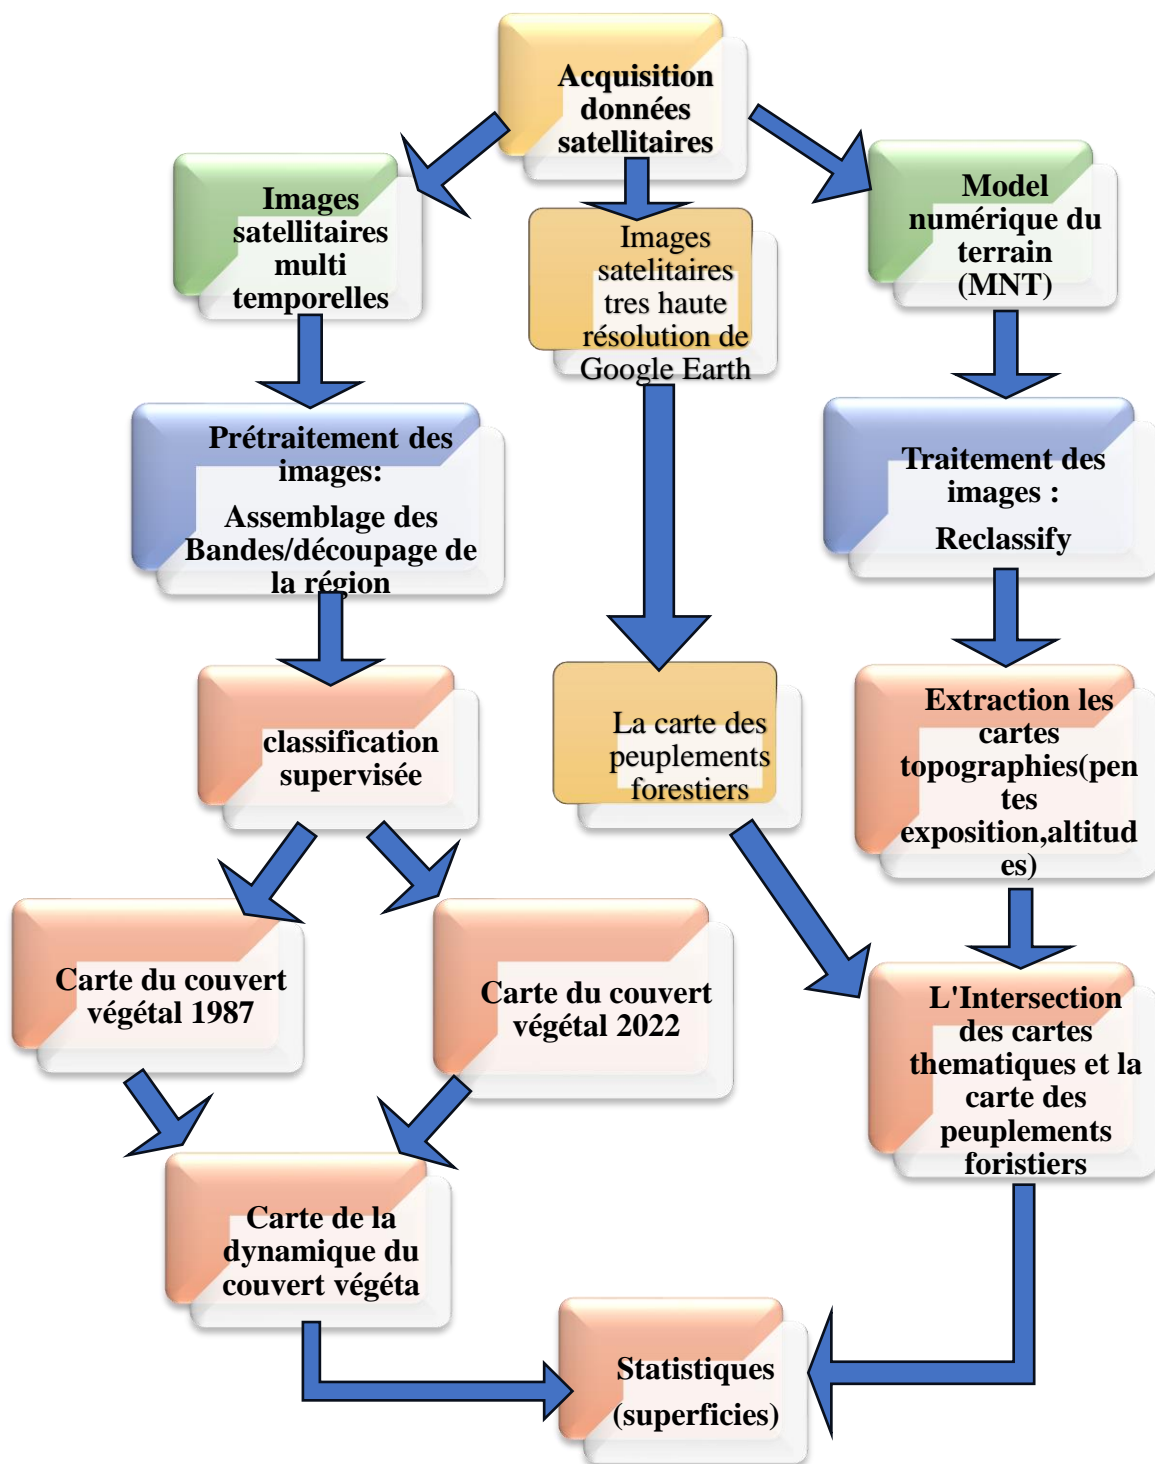 Acquisition
données
satellitaires
Images
satellitaires
multi
temporelles
Images
satelitaires
tres haute
résolution de
Google Earth
Model
numérique du
terrain
(MNT)
Prétraitement des
images:
Assemblage des
Bandes/découpage de
la région
Traitement des
images :
Reclassify
classification
supervisée
La carte des
peuplements
forestiers
Extraction les
cartes
topographies(pen
tes
exposition,altitud
es)
Carte du couvert
végétal 1987
Carte du couvert
végétal 2022
L'Intersection
des cartes
thematiques et la
carte des
peuplements
foristiers
Carte de la
dynamique du
couvert végéta
Statistiques
(superficies)